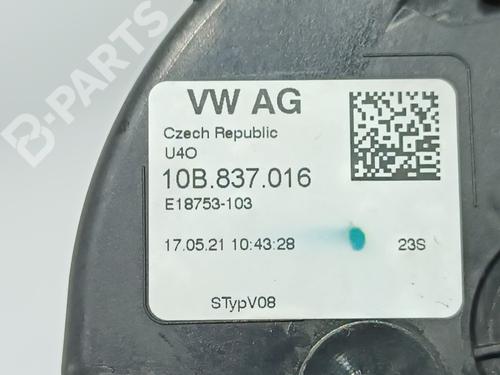 B-PARTS
VW AG
Czech Republic
U4O
10B.837.016
E18753-103
17.05.21 10:43:28 23S
STypV08